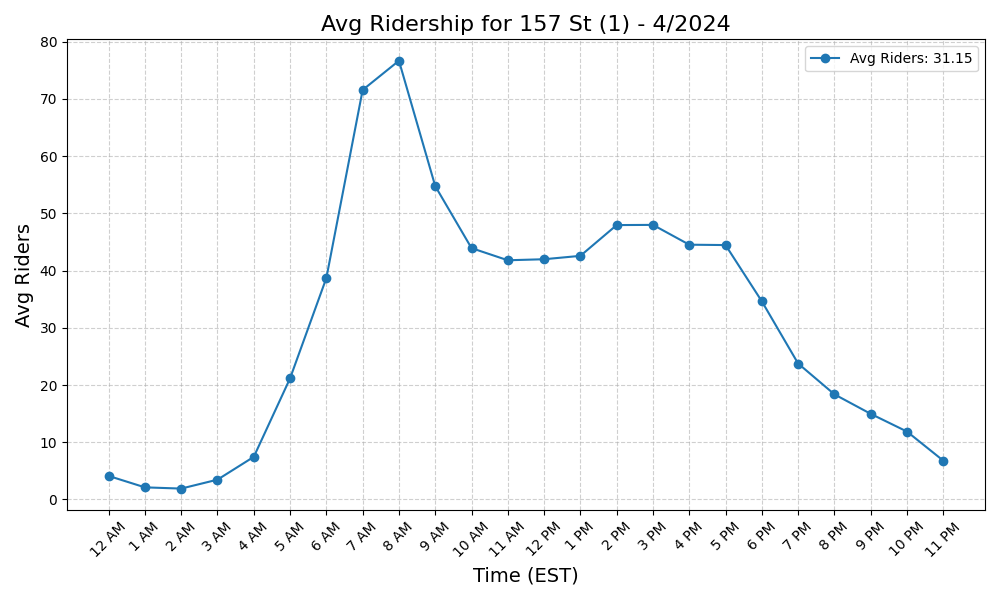 Avg Ridership for 157 St (1) - 4/2024
Avg Riders: 31.15
Avg Riders
80
70
60
50
40
30
20
10
0
12 AM
1 AM
2 AM
3 AM
4 AM
5 AM
6 AM
7 AM
8 AM
9 AM
10 AM
11 AM
12 PM
1 PM
2 PM
3 PM
4 PM
5 PM
6 PM
7 PM
8 PM
9 PM
10 PM
11 PM
Time (EST)